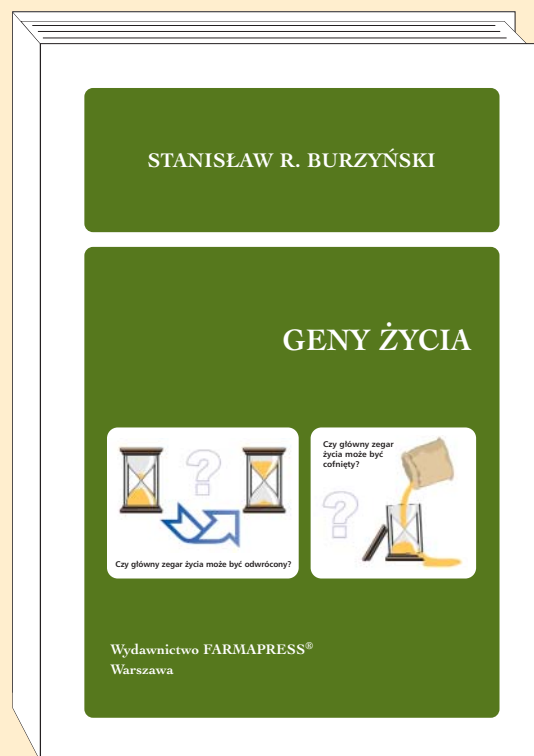 STANISŁAW R. BURZYŃSKI
GENY ŻYCIA
Czy główny zegar życia może być odwrócony?
Czy główny zegar
życia może być
cofnięty?
Wydawnictwo FARMAPRESS®
Warszawa